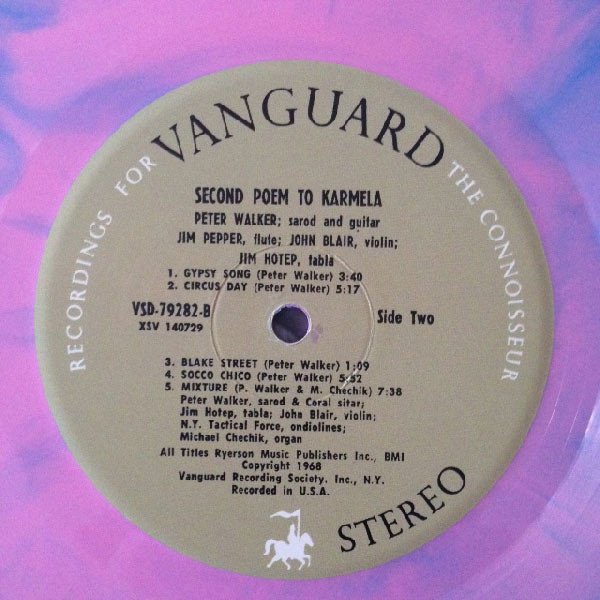 VANGUARD
RECORDINGS FOR THE CONNOISSEUR
SECOND POEM TO KARMELA
PETER WALKER; sarod and guitar
JIM PEPPER, flute; JOHN BLAIR, violin;
JIM HOTEP, tabla
1. GYPSY SONG (Peter Walker) 3:40
2. CIRCUS DAY (Peter Walker) 5:17
VSD-79282-B
XSV 140729
Side Two
3. BLAKE STREET (Peter Walker) 1:09
4. SOCCO CHICO (Peter Walker) 5:52
5. MIXTURE (P. Walker & M. Chechik) 7:38
Peter Walker, sarod & Coral sitar;
Jim Hotep, tabla; John Blair, violin;
N.Y. Tactical Force, ondiolines;
Michael Chechik, organ
All Titles Ryerson Music Publishers Inc., BMI
Copyright 1968
Vanguard Recording Society. Inc., N.Y.
Recorded in U.S.A.
STEREO